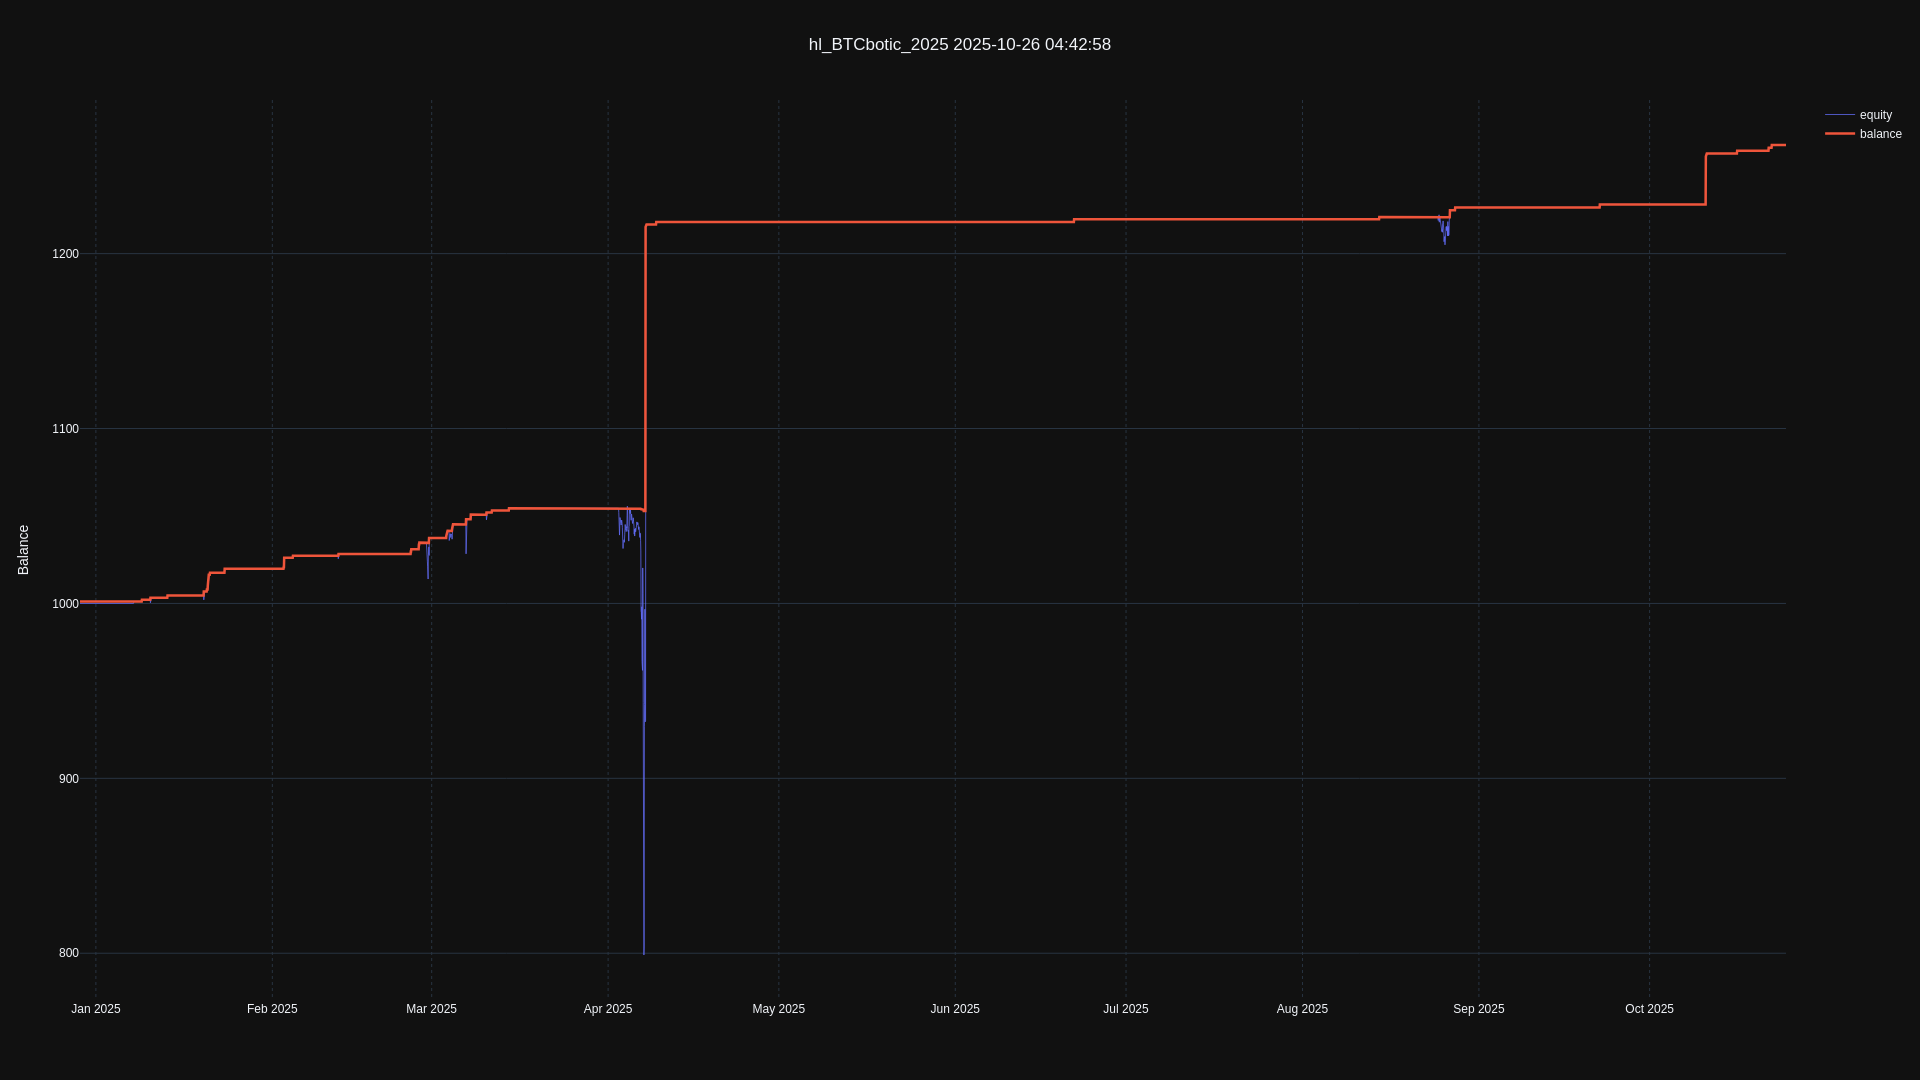 hl_BTCbotic_2025 2025-10-26 04:42:58
equity
balance
Balance
1200
1100
1000
900
800
Jan 2025
Feb 2025
Mar 2025
Apr 2025
May 2025
Jun 2025
Jul 2025
Aug 2025
Sep 2025
Oct 2025